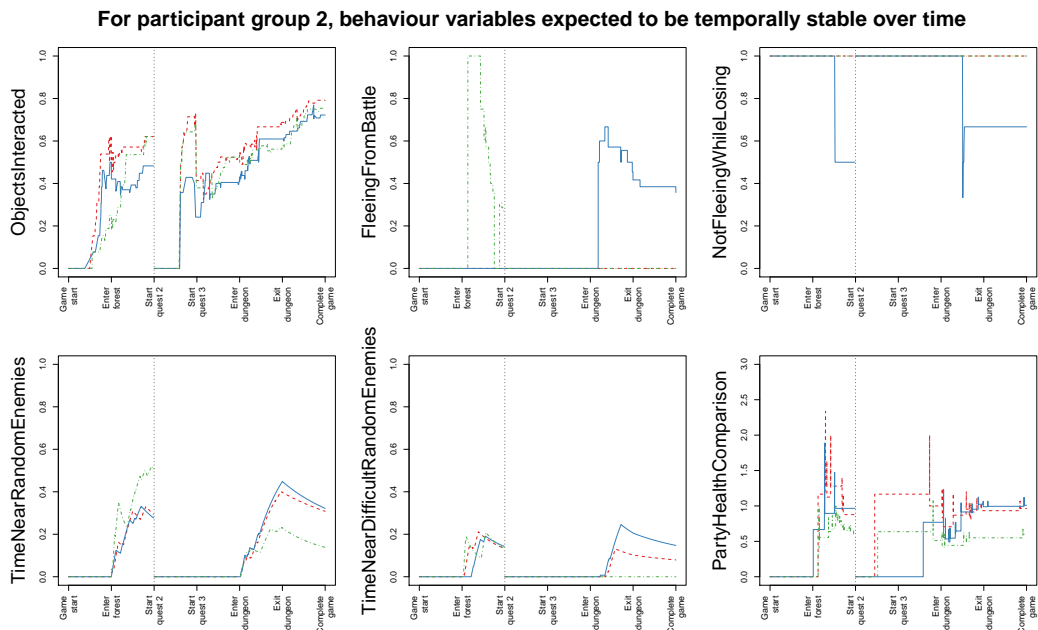 For participant group 2, behaviour variables expected to be temporally stable over time
ObjectsInteracted
0.0 0.2 0.4 0.6 0.8 1.0
Game
start
Enter
forest
Start
quest 2
Start
quest 3
Enter
dungeon
Exit
dungeon
Complete
game
FleeingFromBattle
0.0 0.2 0.4 0.6 0.8 1.0
Game
start
Enter
forest
Start
quest 2
Start
quest 3
Enter
dungeon
Exit
dungeon
Complete
game
NotFleeingWhileLosing
0.0 0.2 0.4 0.6 0.8 1.0
Game
start
Enter
forest
Start
quest 2
Start
quest 3
Enter
dungeon
Exit
dungeon
Complete
game
TimeNearRandomEnemies
0.0 0.2 0.4 0.6 0.8 1.0
Game
start
Enter
forest
Start
quest 2
Start
quest 3
Enter
dungeon
Exit
dungeon
Complete
game
TimeNearDifficultRandomEnemies
0.0 0.2 0.4 0.6 0.8 1.0
Game
start
Enter
forest
Start
quest 2
Start
quest 3
Enter
dungeon
Exit
dungeon
Complete
game
PartyHealthComparison
0.0 0.5 1.0 1.5 2.0 2.5 3.0
Game
start
Enter
forest
Start
quest 2
Start
quest 3
Enter
dungeon
Exit
dungeon
Complete
game